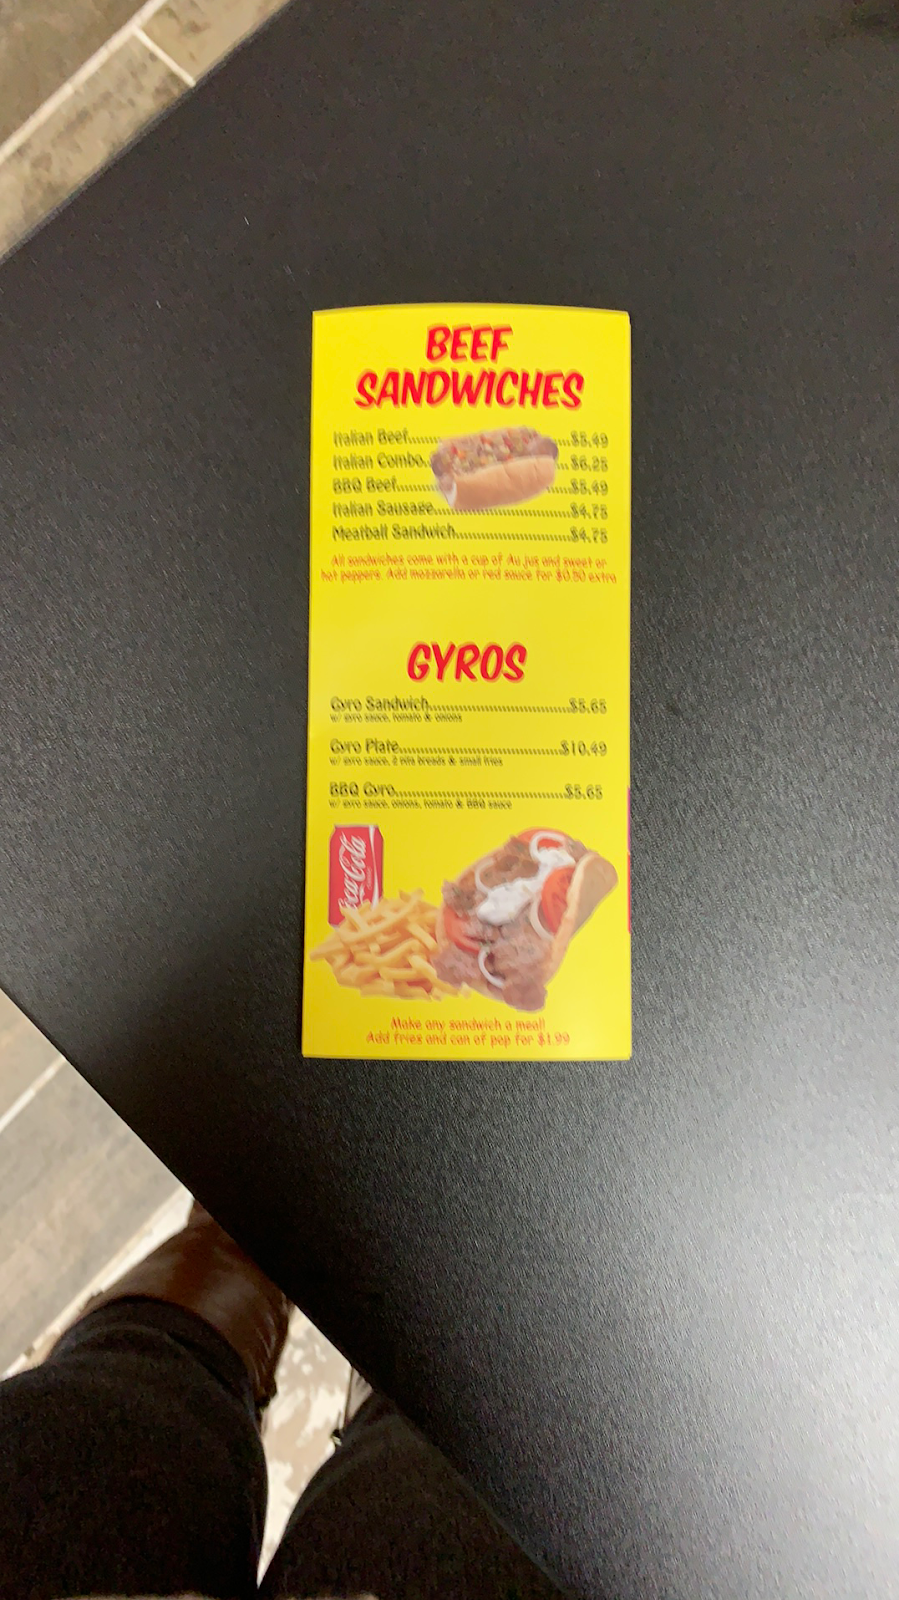 BEEF
SANDWICHES
Italian Beef........ ...$5.49
Italian Combo.. ...$6.25
BBQ Beef.......... ......$5.49
Italian Sausage.................................$4.75
Meatball Sandwich...........................$4.75
All sandwiches come with a cup of Au jus and sweet or
hot peppers. Add mozzarella or red sauce for $0.50 extra
GYROS
Gyro Sandwich.................................$5.65
w/ gyro sauce, tomato & onions
Gyro Plate......................................$10.49
w/ gyro sauce, 2 pita breads & small fries
BBQ Gyro........................................$5.65
w/ gyro sauce, onions, tomato & BBQ sauce
Coca-Cola
Make any sandwich a meal!
Add fries and can of pop for $1.99